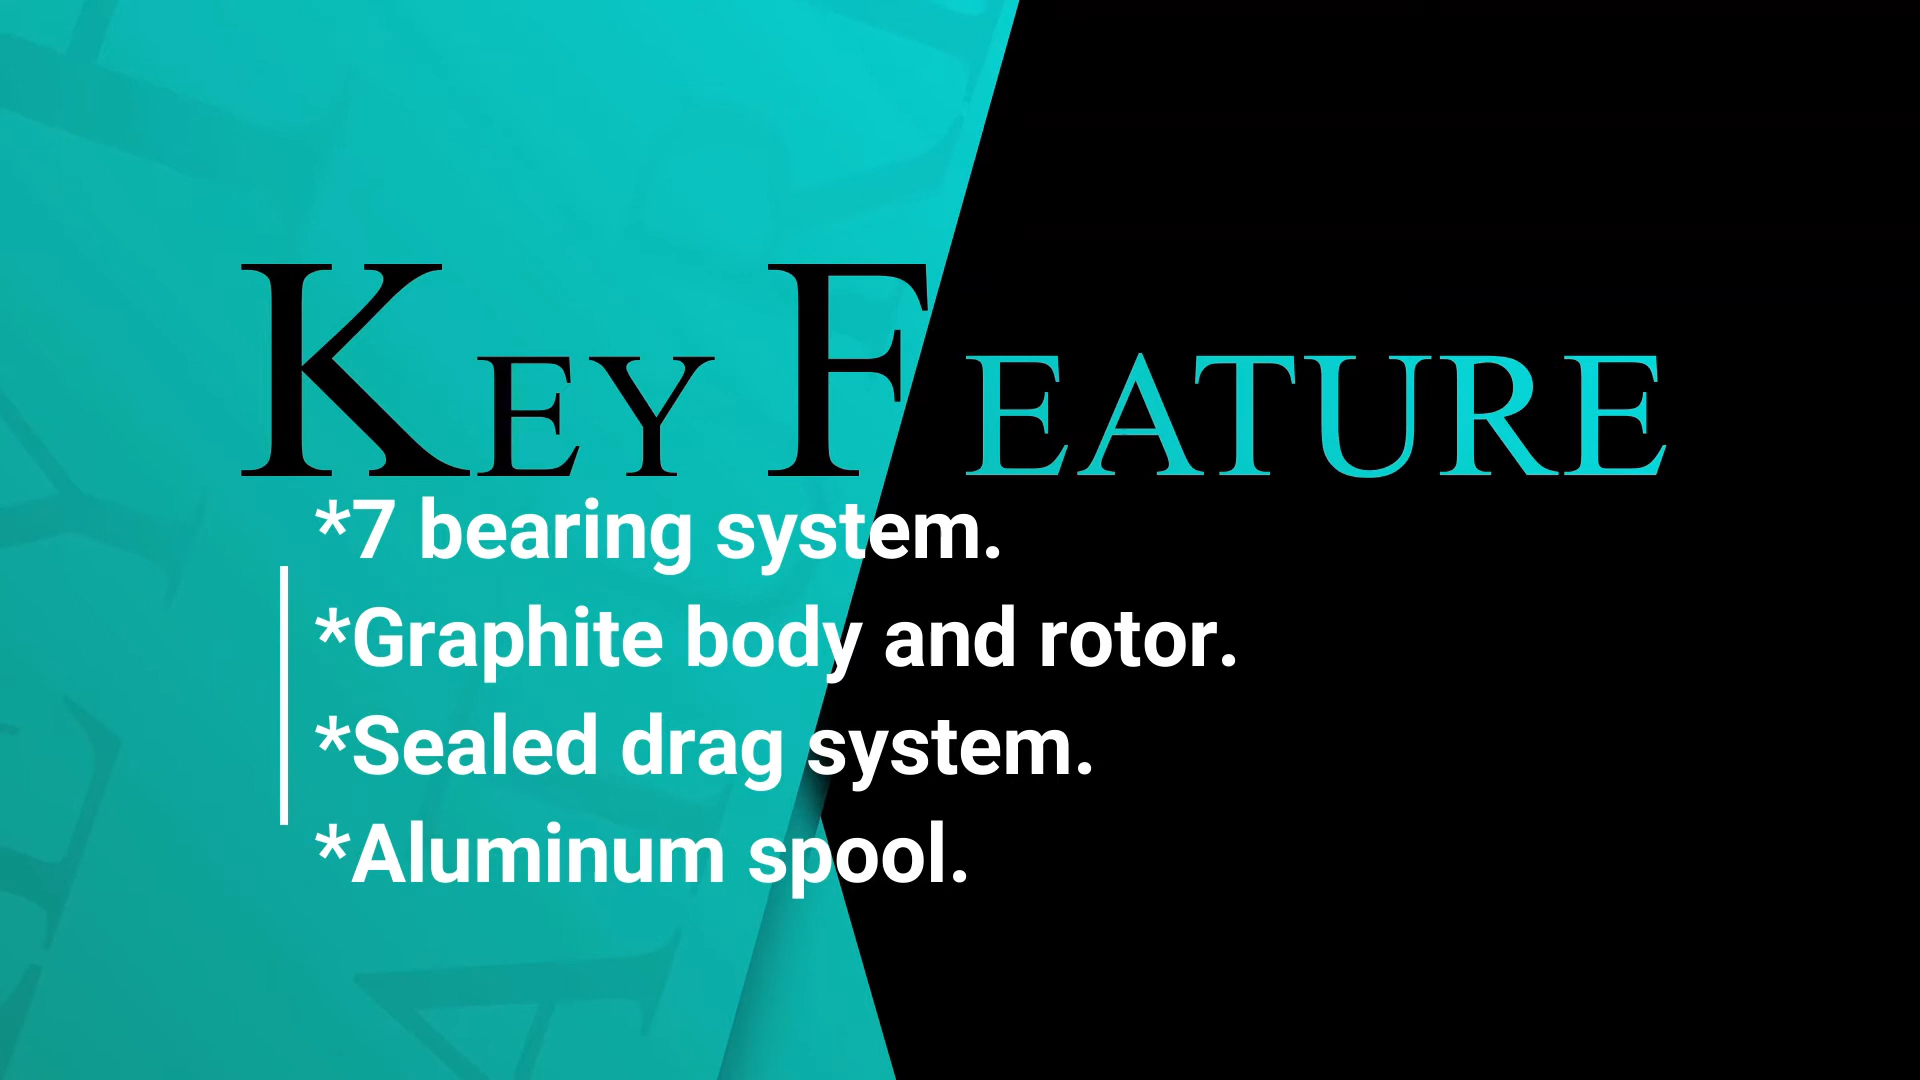 KEY FEATURE
*7 bearing system.
*Graphite body and rotor.
*Sealed drag system.
*Aluminum spool.